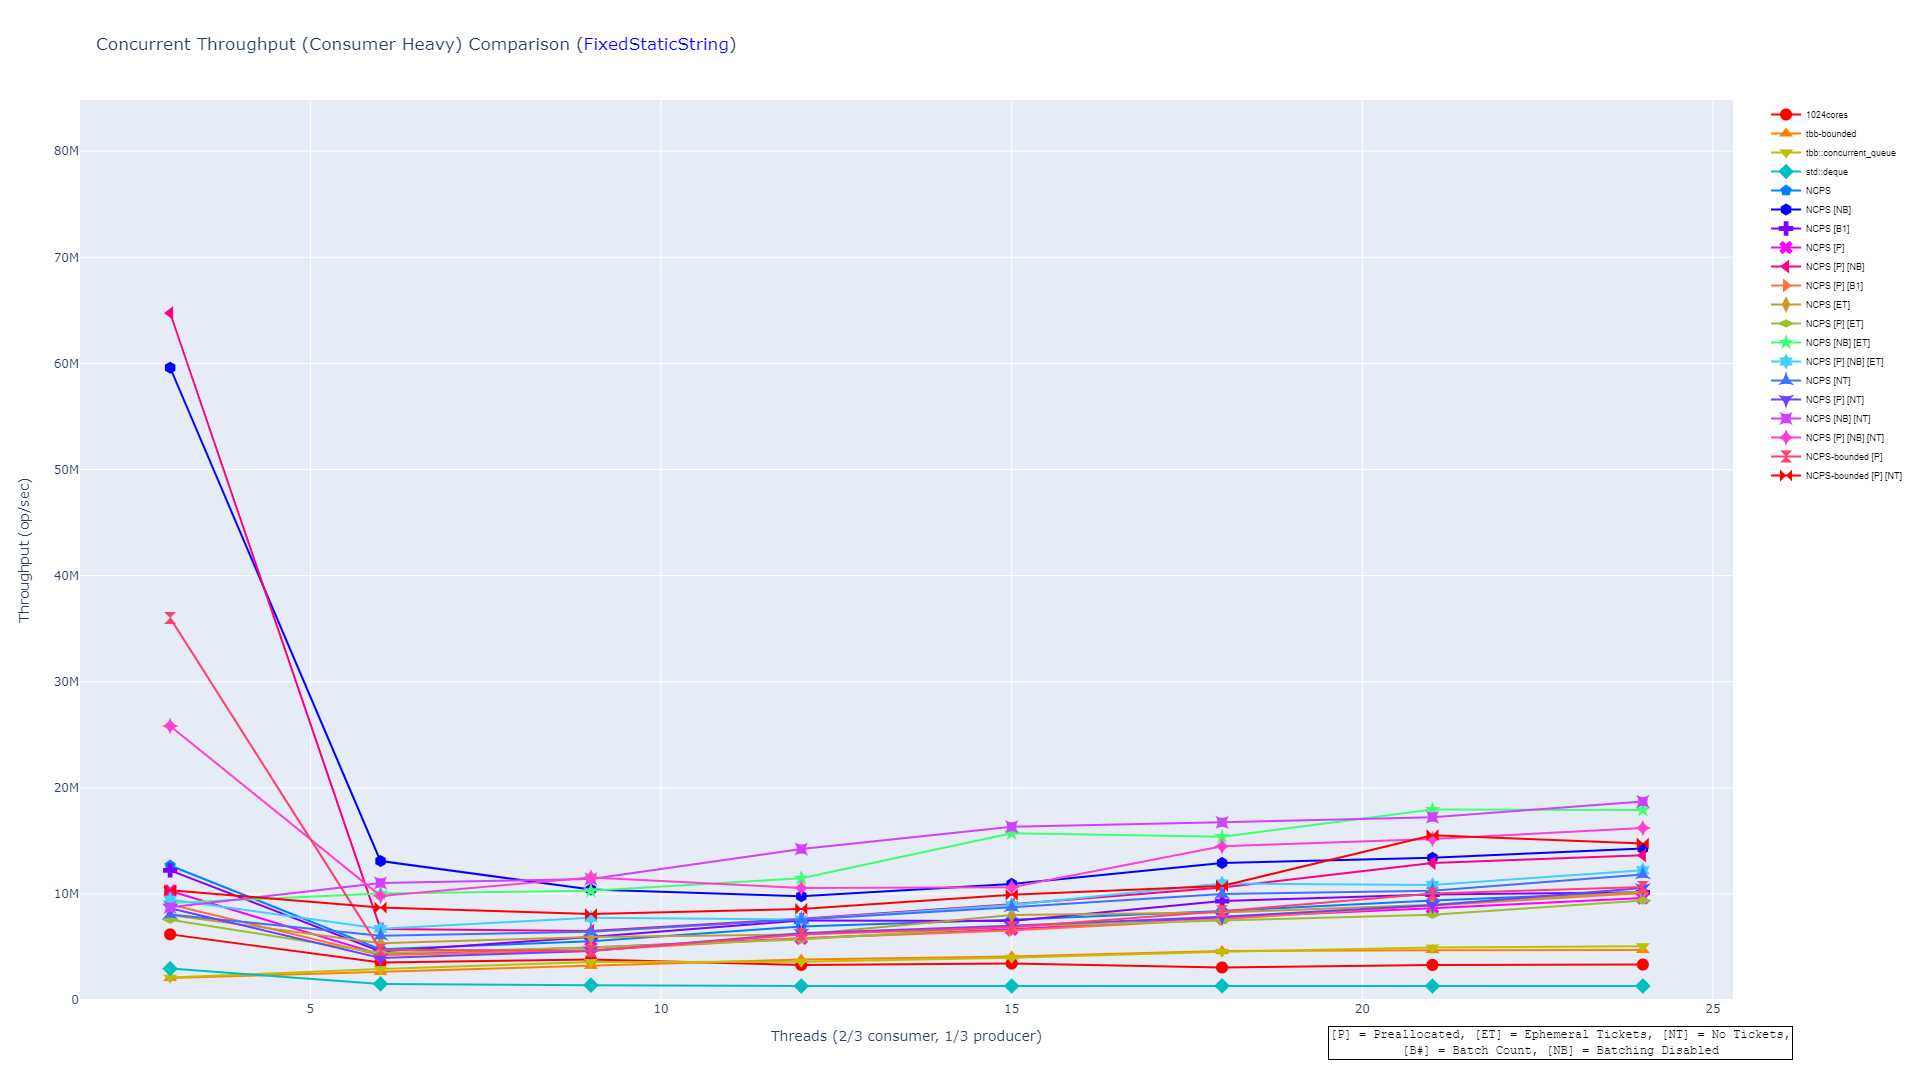 Concurrent Throughput (Consumer Heavy) Comparison (FixedStaticString)
Throughput (op/sec)
80M
70M
60M
50M
40M
30M
20M
10M
0
5
10
15
20
25
Threads (2/3 consumer, 1/3 producer)
1024cores
tbb-bounded
tbb::concurrent_queue
std::deque
NCPS
NCPS [NB]
NCPS [B1]
NCPS [P]
NCPS [P] [NB]
NCPS [P] [B1]
NCPS [ET]
NCPS [P] [ET]
NCPS [NB] [ET]
NCPS [P] [NB] [ET]
NCPS [NT]
NCPS [P] [NT]
NCPS [NB] [NT]
NCPS [P] [NB] [NT]
NCPS-bounded [P]
NCPS-bounded [P] [NT]
[P] = Preallocated, [ET] = Ephemeral Tickets, [NT] = No Tickets,
[B#] = Batch Count, [NB] = Batching Disabled